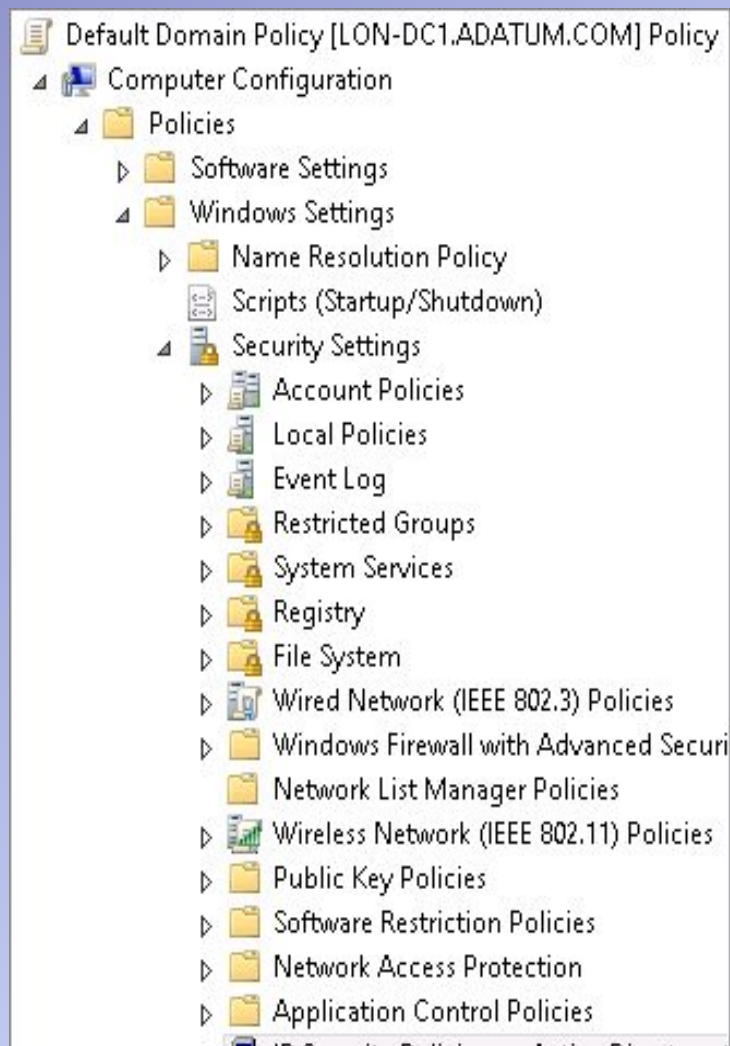 Default Domain Policy [LON-DC1.ADATUM.COM] Policy
Computer Configuration
Policies
Software Settings
Windows Settings
Name Resolution Policy
Scripts (Startup/Shutdown)
Security Settings
Account Policies
Local Policies
Event Log
Restricted Groups
System Services
Registry
File System
Wired Network (IEEE 802.3) Policies
Windows Firewall with Advanced Securi
Network List Manager Policies
Wireless Network (IEEE 802.11) Policies
Public Key Policies
Software Restriction Policies
Network Access Protection
Application Control Policies